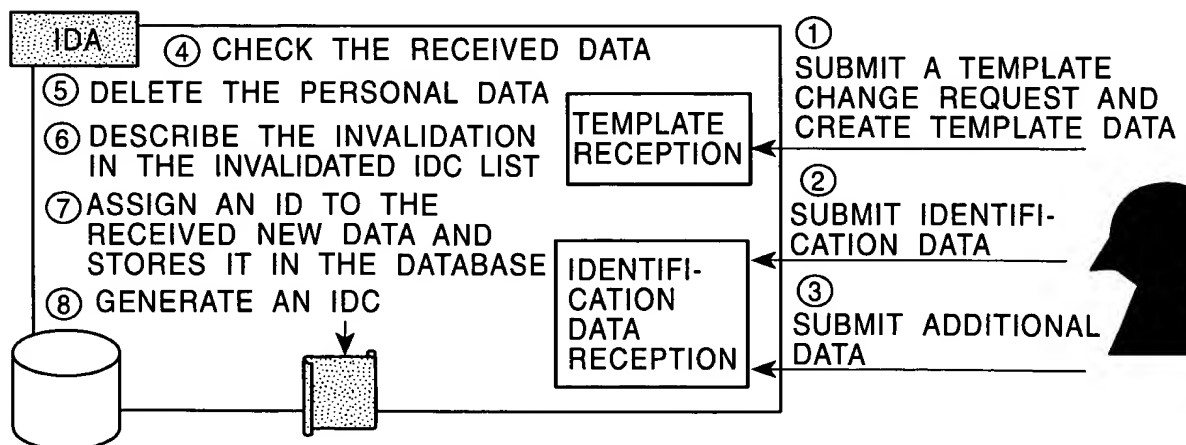 IDA
④ CHECK THE RECEIVED DATA
⑤ DELETE THE PERSONAL DATA
⑥ DESCRIBE THE INVALIDATION
IN THE INVALIDATED IDC LIST
⑦ ASSIGN AN ID TO THE
RECEIVED NEW DATA AND
STORES IT IN THE DATABASE
⑧ GENERATE AN IDC
TEMPLATE
RECEPTION
IDENTIFI-
CATION
DATA
RECEPTION
①
SUBMIT A TEMPLATE
CHANGE REQUEST AND
CREATE TEMPLATE DATA
②
SUBMIT IDENTIFI-
CATION DATA
③
SUBMIT ADDITIONAL
DATA